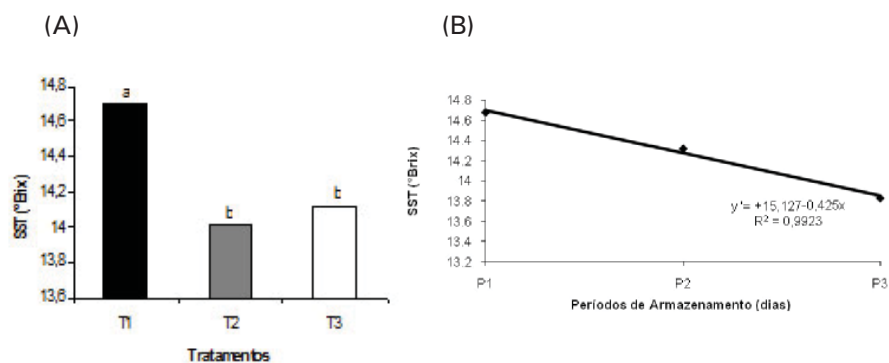 (A)
(B)
14,8
14,6
14,4
14,2
14
13,8
13,6
SST (°Bix)
a
b
b
T1
T2
T3
Tratamentos
14.8
14.6
14.4
14.2
14
13.8
13.6
13.4
13.2
SST (°Brix)
y'= +15,127-0,425x
R² = 0,9923
P1
P2
P3
Períodos de Armazenamento (dias)